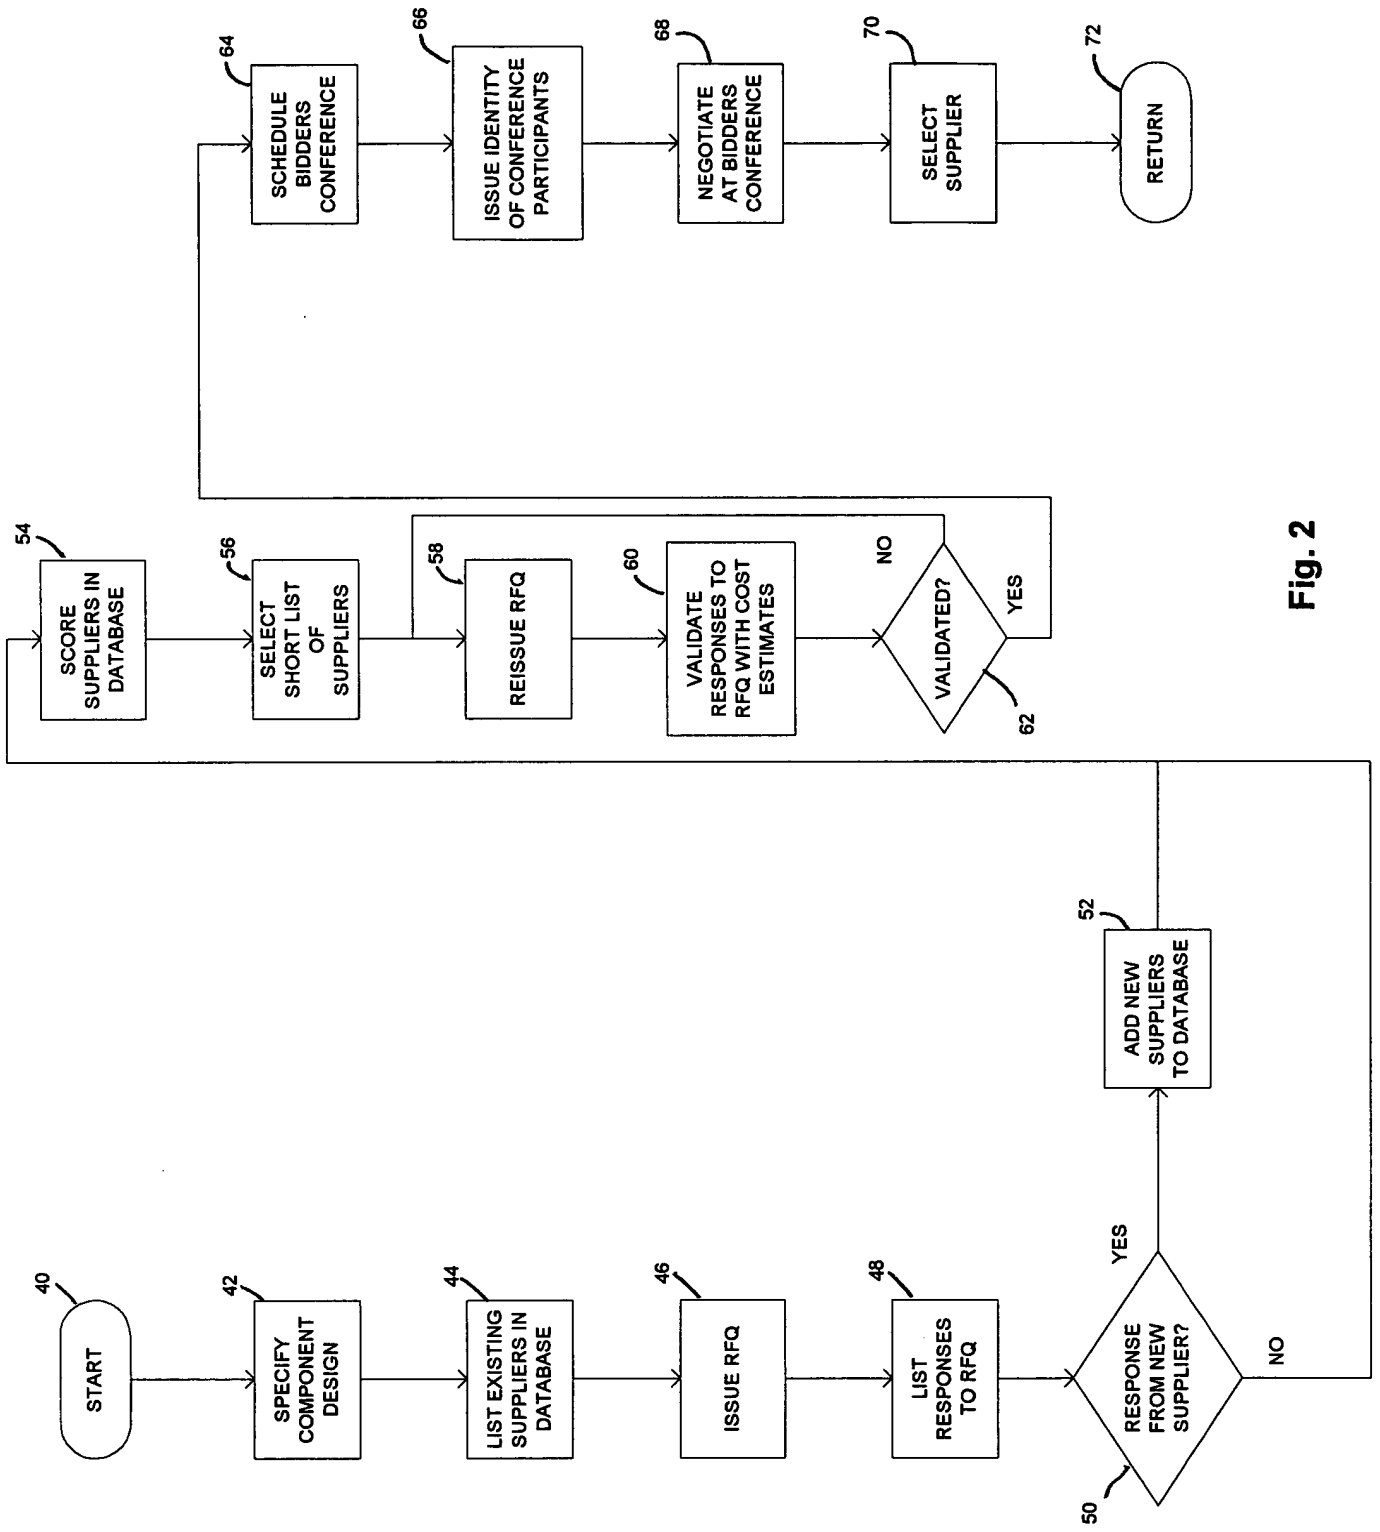 40
START
42
SPECIFY
COMPONENT
DESIGN
44
LIST EXISTING
SUPPLIERS IN
DATABASE
46
ISSUE RFQ
48
LIST
RESPONSES
TO RFQ
50
RESPONSE
FROM NEW
SUPPLIER?
YES
NO
52
ADD NEW
SUPPLIERS
TO DATABASE
54
SCORE
SUPPLIERS IN
DATABASE
56
SELECT
SHORT LIST
OF
SUPPLIERS
58
REISSUE RFQ
60
VALIDATE
RESPONSES TO
RFQ WITH COST
ESTIMATES
62
VALIDATED?
NO
YES
64
SCHEDULE
BIDDERS
CONFERENCE
66
ISSUE IDENTITY
OF CONFERENCE
PARTICIPANTS
68
NEGOTIATE
AT BIDDERS
CONFERENCE
70
SELECT
SUPPLIER
72
RETURN
Fig. 2